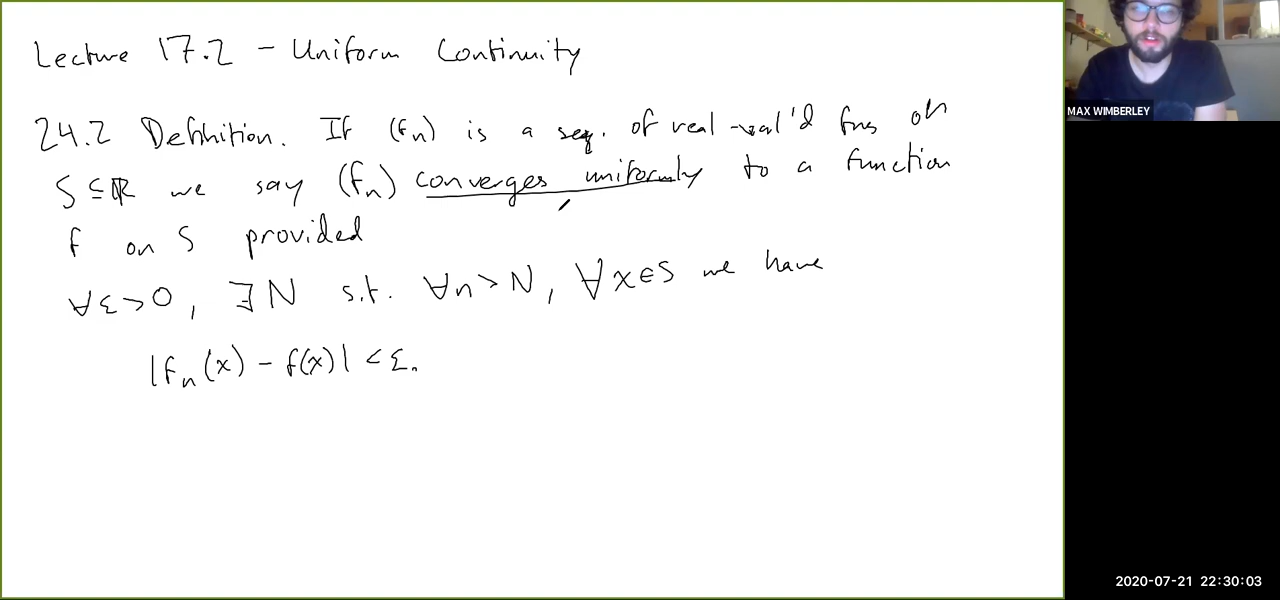 Lecture 17.2 - Uniform Continuity
24.2 Definition. If (fn) is a seq. of real-val'd fns on
S ⊆ ℝ we say (fn) converges uniformly to a function
f on S provided
∀ε>0, ∃N s.t. ∀n>N, ∀x∈S we have
|fn(x) - f(x)| < ε.
MAX WIMBERLEY
2020-07-21 22:30:03